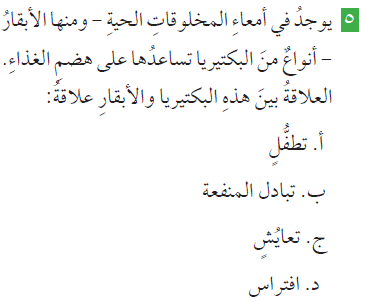 ٥ يوجدُ في أمعاءِ المخلوقاتِ الحيةِ – ومنها الأبقارُ
– أنواعٌ منَ البكتيريا تساعدُها على هضمِ الغذاءِ.
العلاقةُ بينَ هذهِ البكتيريا والأبقارِ علاقةُ:
أ. تطفُّلٍ
ب. تبادل المنفعة
ج. تعايُشٍ
د. افتراس